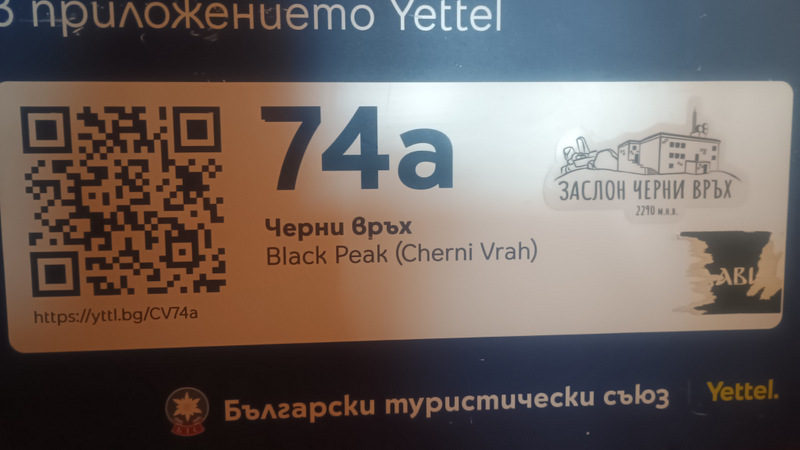 в приложението Yettel
74a
Черни връх
Black Peak (Cherni Vrah)
https://yttl.bg/CV74a
ЗАСЛОН ЧЕРНИ ВРЪХ
2290 м.н.в.
Български туристически съюз
Yettel.